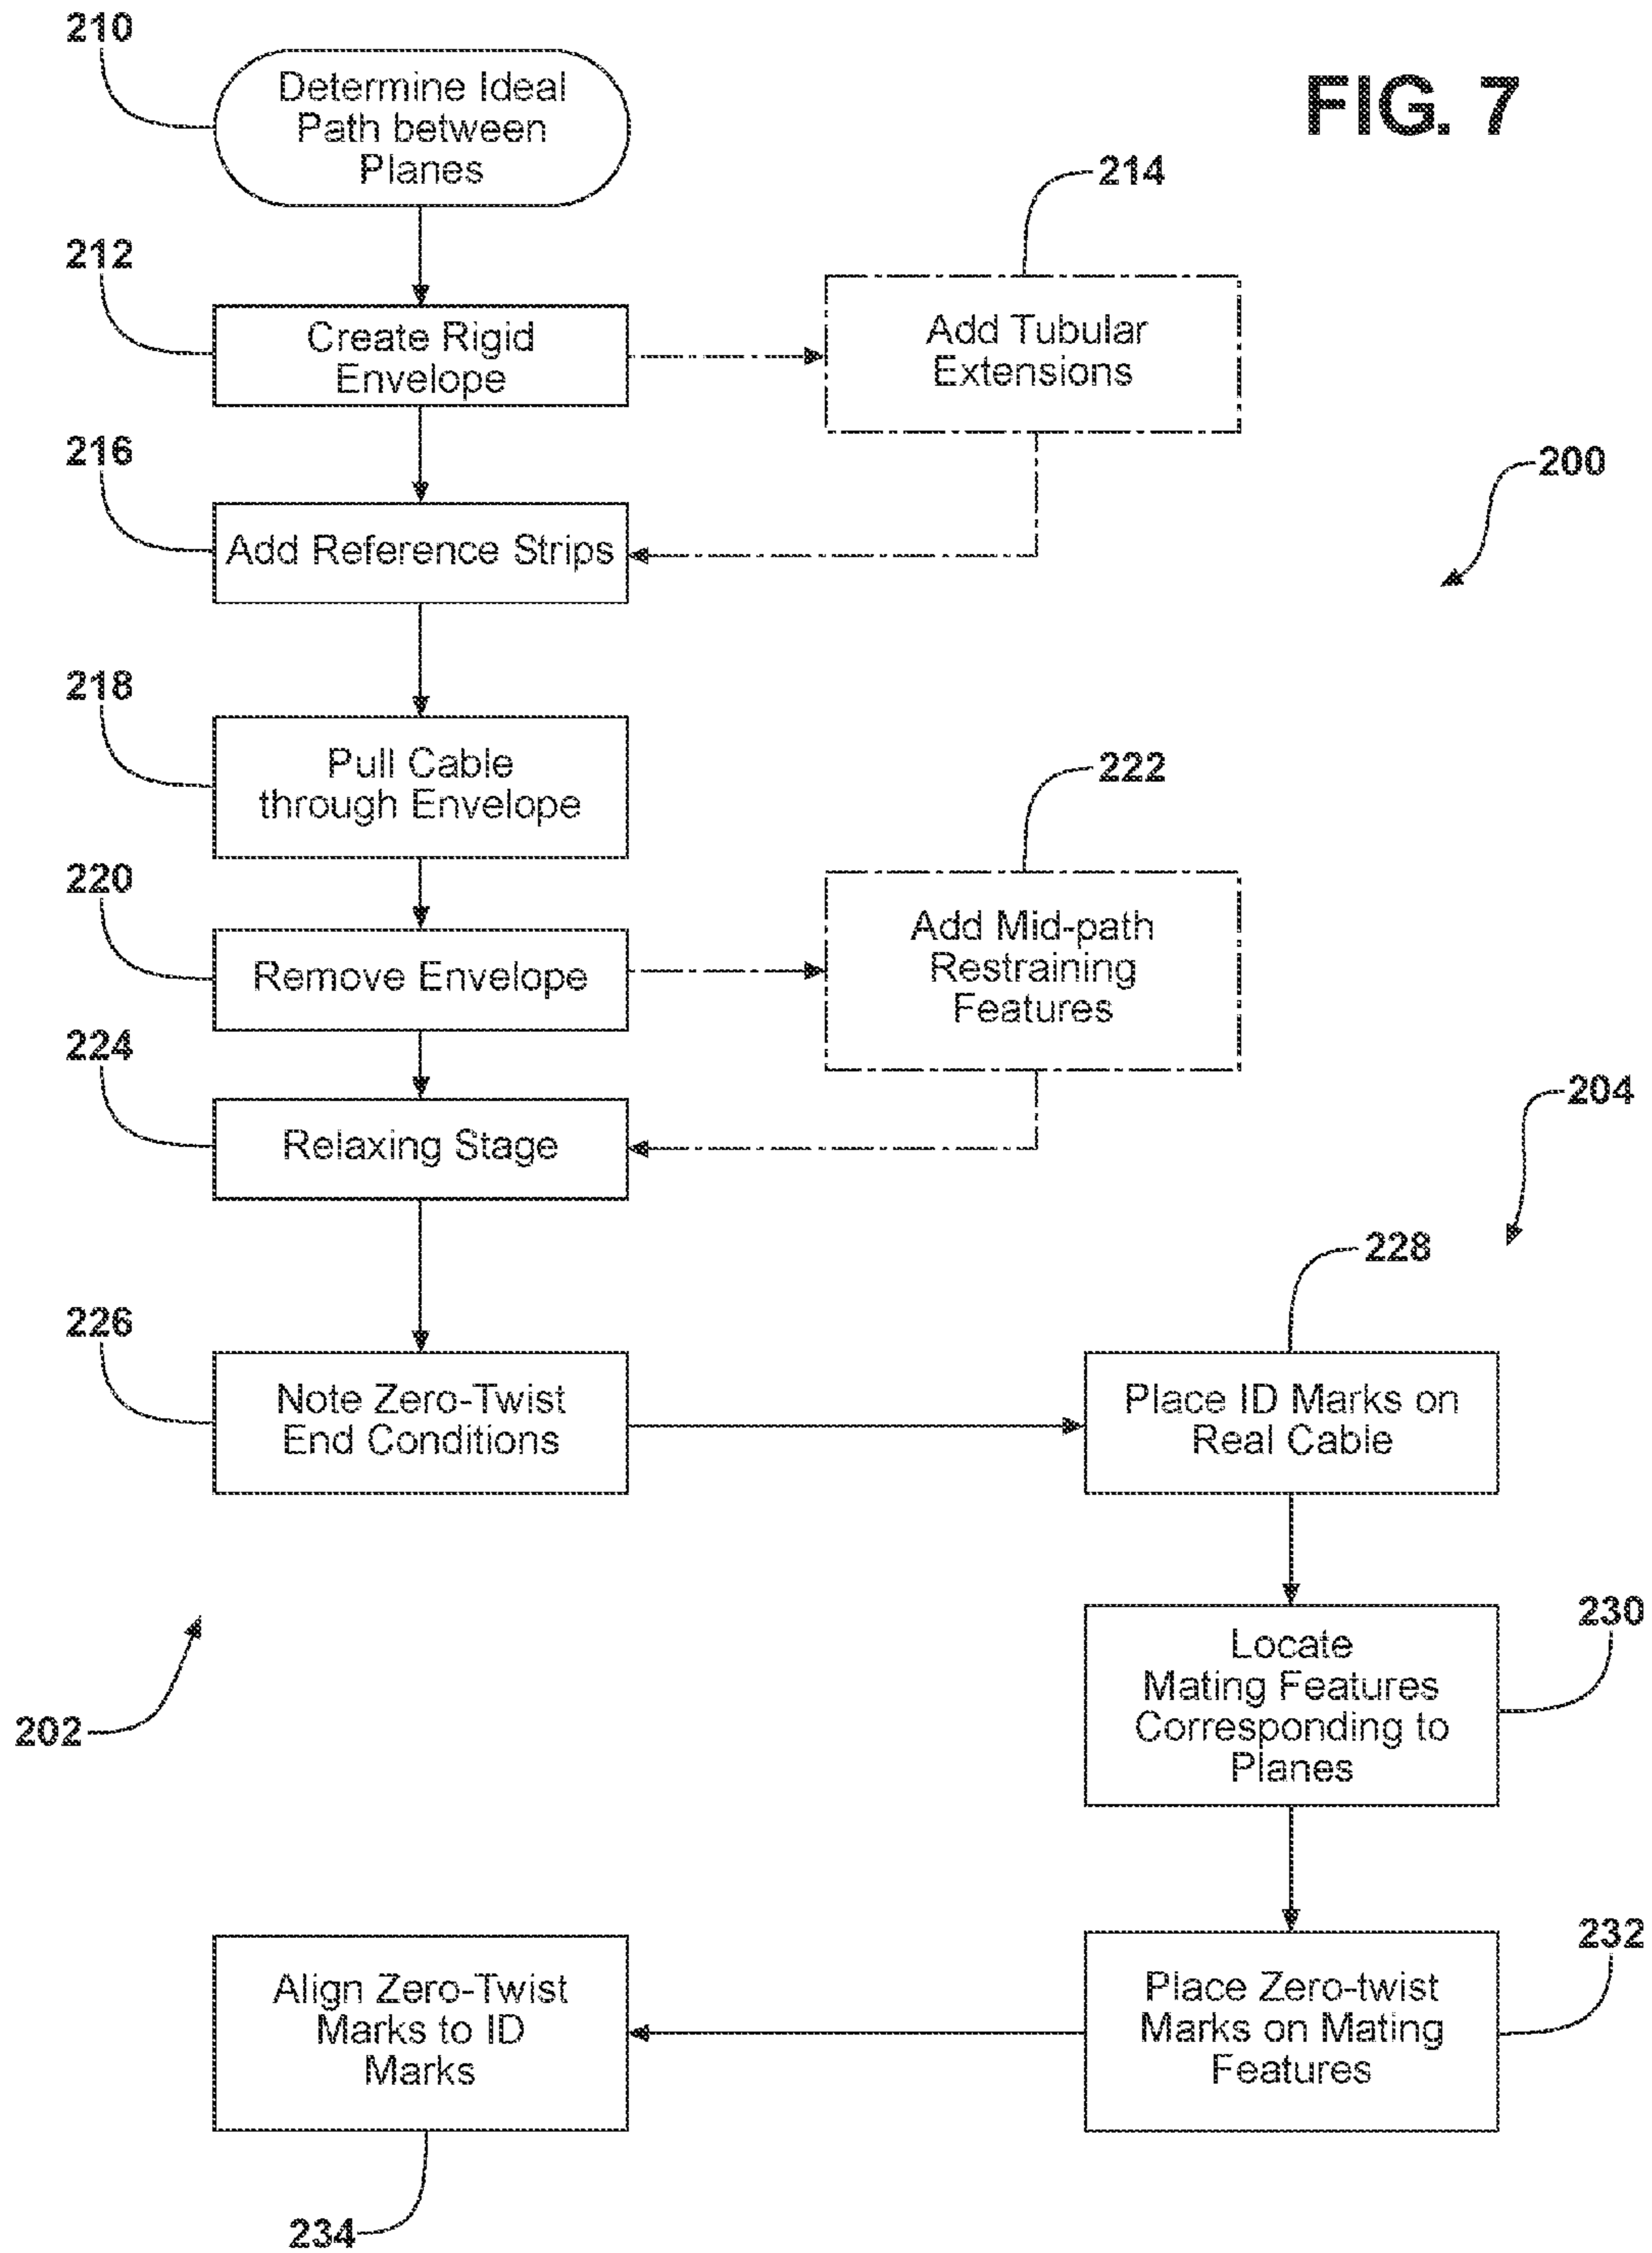 210
Determine Ideal
Path between
Planes
FIG. 7
214
212
Create Rigid
Envelope
Add Tubular
Extensions
216
Add Reference Strips
200
218
Pull Cable
through Envelope
222
220
Remove Envelope
Add Mid-path
Restraining
Features
224
Relaxing Stage
204
228
226
Note Zero-Twist
End Conditions
Place ID Marks on
Real Cable
230
Locate
Mating Features
Corresponding to
Planes
202
232
Place Zero-twist
Marks on Mating
Features
Align Zero-Twist
Marks to ID
Marks
234